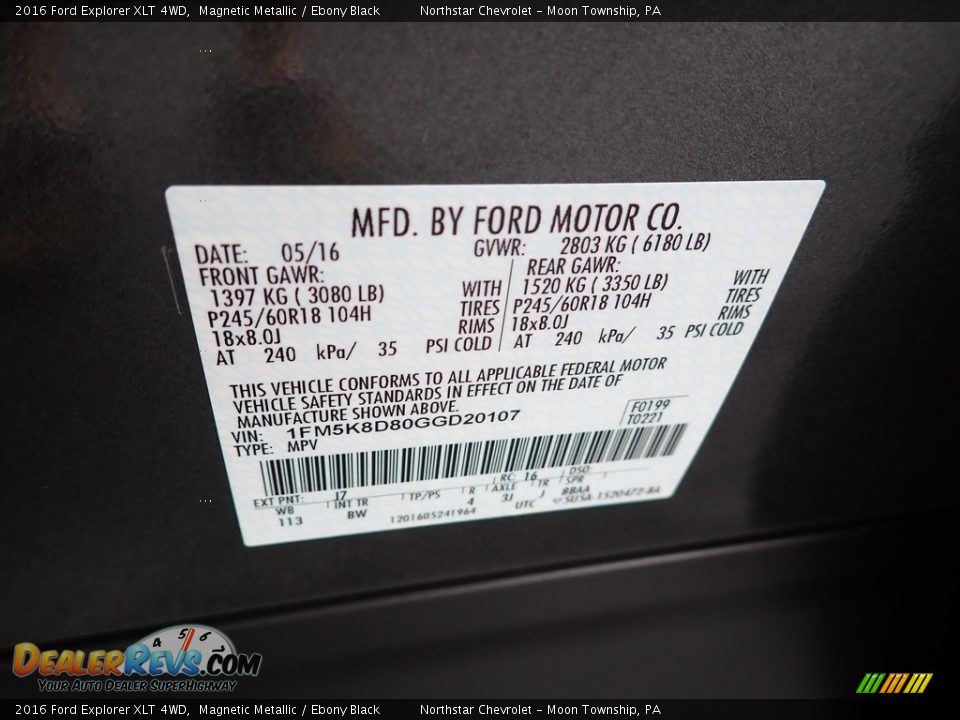 2016 Ford Explorer XLT 4WD, Magnetic Metallic / Ebony Black Northstar Chevrolet - Moon Township, PA
MFD. BY FORD MOTOR CO.
DATE: 05/16 GVWR: 2803 KG ( 6180 LB)
FRONT GAWR: REAR GAWR:
1397 KG ( 3080 LB) WITH 1520 KG ( 3350 LB) WITH
P245/60R18 104H TIRES P245/60R18 104H TIRES
18x8.0J RIMS 18x8.0J RIMS
AT 240 kPa/ 35 PSI COLD AT 240 kPa/ 35 PSI COLD
THIS VEHICLE CONFORMS TO ALL APPLICABLE FEDERAL MOTOR
VEHICLE SAFETY STANDARDS IN EFFECT ON THE DATE OF
MANUFACTURE SHOWN ABOVE.
VIN: 1FM5K8D80GGD20107 F0199
TYPE: MPV T0221
RC: 16 DSO:
EXT PNT: J7 
WB INT TR TP/PS R AXLE TR SPR
113 BW 4 3J J BBAA
1201605241964 UTC SU5A-1520472-BA
DEALERREVS.COM
4 5 6
YOUR AUTO DEALER SUPERHIGHWAY
2016 Ford Explorer XLT 4WD, Magnetic Metallic / Ebony Black Northstar Chevrolet - Moon Township, PA